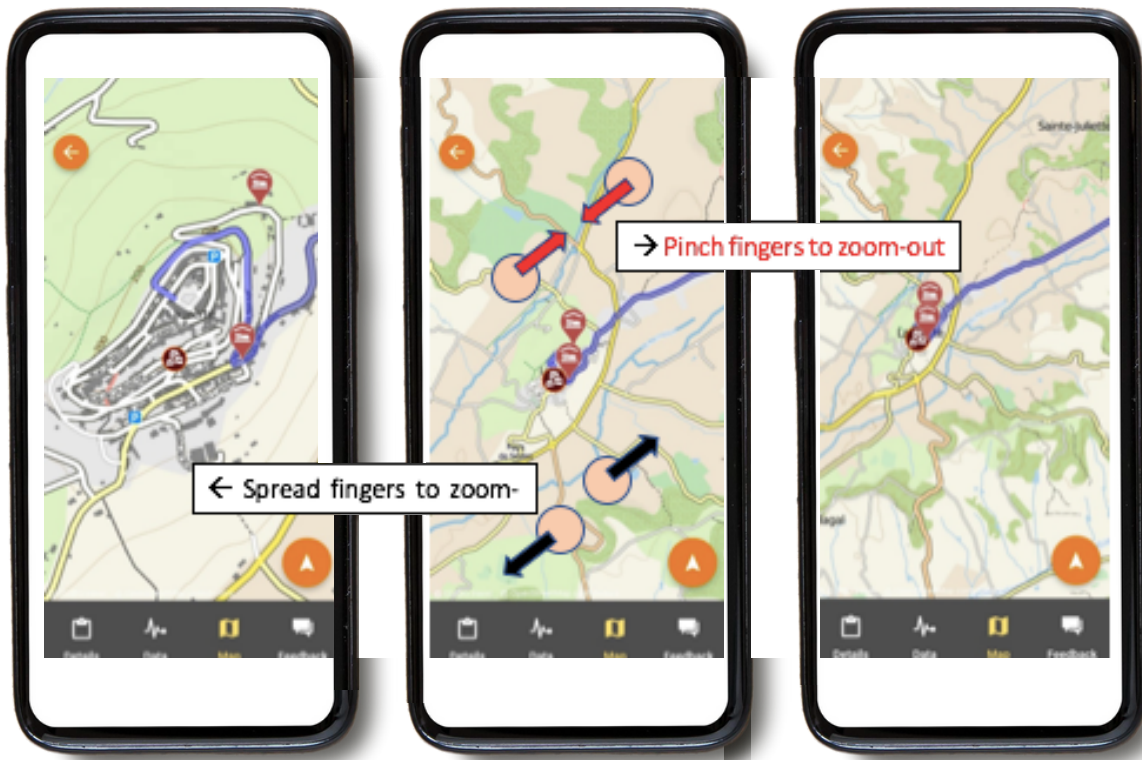 Sainte-Juliette
→ Pinch fingers to zoom-out
← Spread fingers to zoom-
P
P
Details Data Map Feedback
Details Data Map Feedback
Details Data Map Feedback